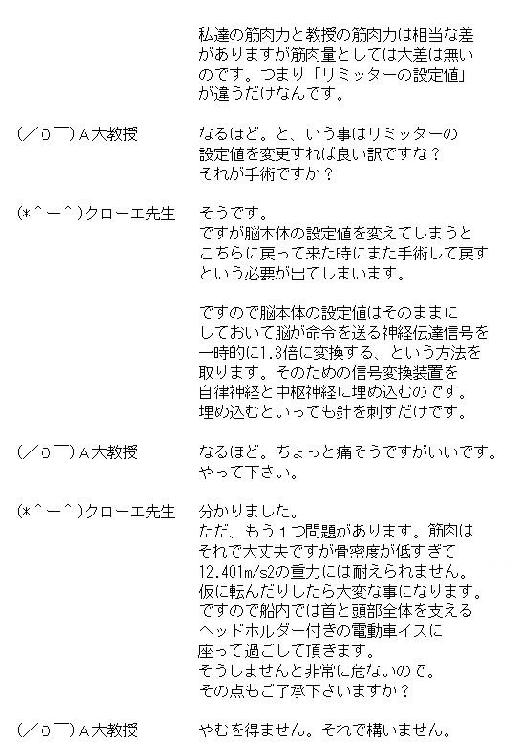 私達の筋肉力と教授の筋肉力は相当な差
がありますが筋肉量としては大差は無い
のです。つまり「リミッターの設定値」
が違うだけなんです。
(／０￣)Ａ大教授 なるほど。と、いう事はリミッターの
設定値を変更すれば良い訳ですな？
それが手術ですか？
(*＾ー＾)クローエ先生 そうです。
ですが脳本体の設定値を変えてしまうと
こちらに戻って来た時にまた手術して戻す
という必要が出てしまいます。
ですので脳本体の設定値はそのままに
しておいて脳が命令を送る神経伝達信号を
一時的に1.3倍に変換する、という方法を
取ります。そのための信号変換装置を
自律神経と中枢神経に埋め込むのです。
埋め込むといっても針を刺すだけです。
(／０￣)Ａ大教授 なるほど。ちょっと痛そうですがいいです。
やって下さい。
(*＾ー＾)クローエ先生 分かりました。
ただ、もう１つ問題があります。筋肉は
それで大丈夫ですが骨密度が低すぎて
12.401m/s2の重力には耐えられません。
仮に転んだりしたら大変な事になります。
ですので船内では首と頭部全体を支える
ヘッドホルダー付きの電動車イスに
座って過ごして頂きます。
そうしませんと非常に危ないので。
その点もご了承下さいますか？
(／０￣)Ａ大教授 やむを得ません。それで構いません。